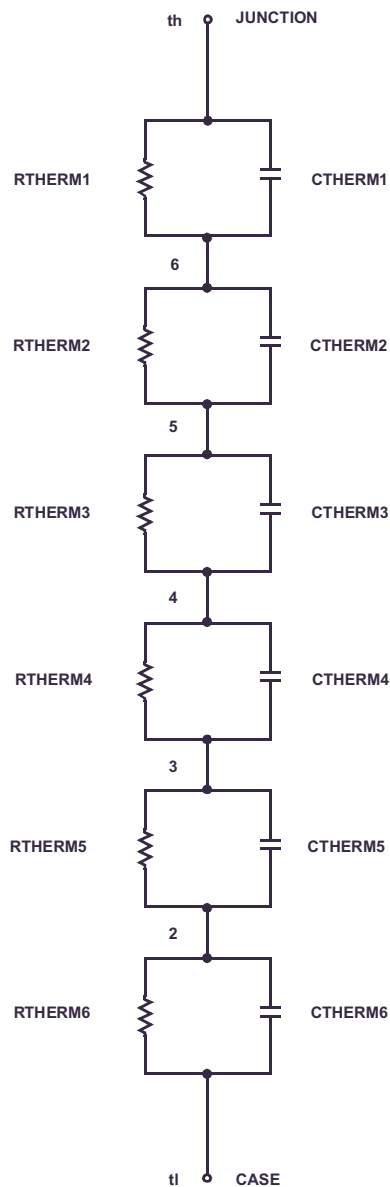 th JUNCTION
RTHERM1 CTHERM1
6
RTHERM2 CTHERM2
5
RTHERM3 CTHERM3
4
RTHERM4 CTHERM4
3
RTHERM5 CTHERM5
2
RTHERM6 CTHERM6
tl CASE